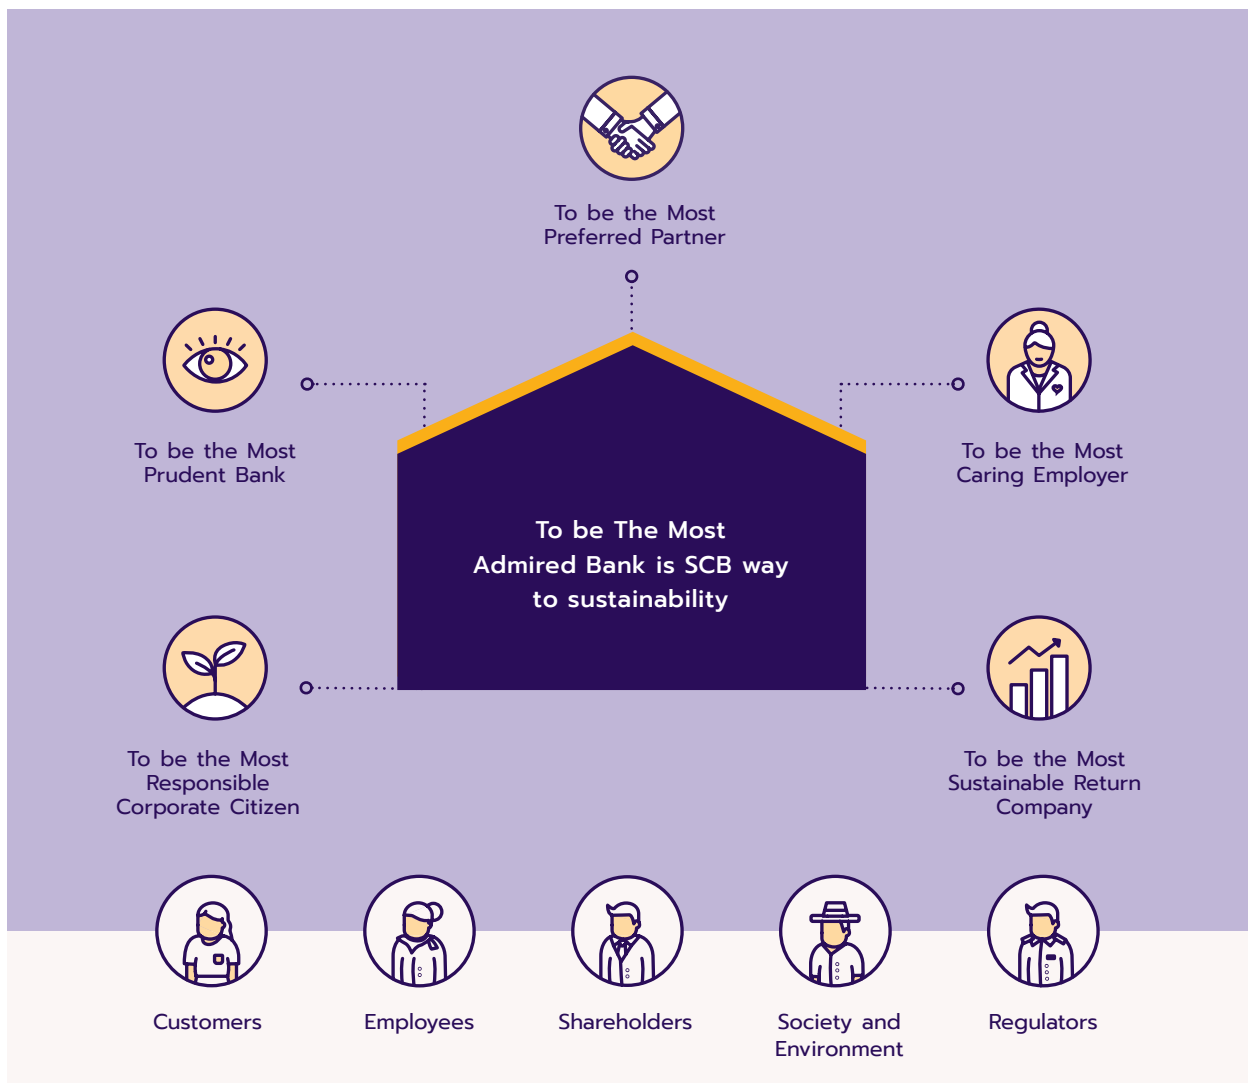 To be the Most
Preferred Partner
To be the Most
Prudent Bank
To be the Most
Caring Employer
To be The Most
Admired Bank is SCB way
to sustainability
To be the Most
Responsible
Corporate Citizen
To be the Most
Sustainable Return
Company
Customers
Employees
Shareholders
Society and
Environment
Regulators